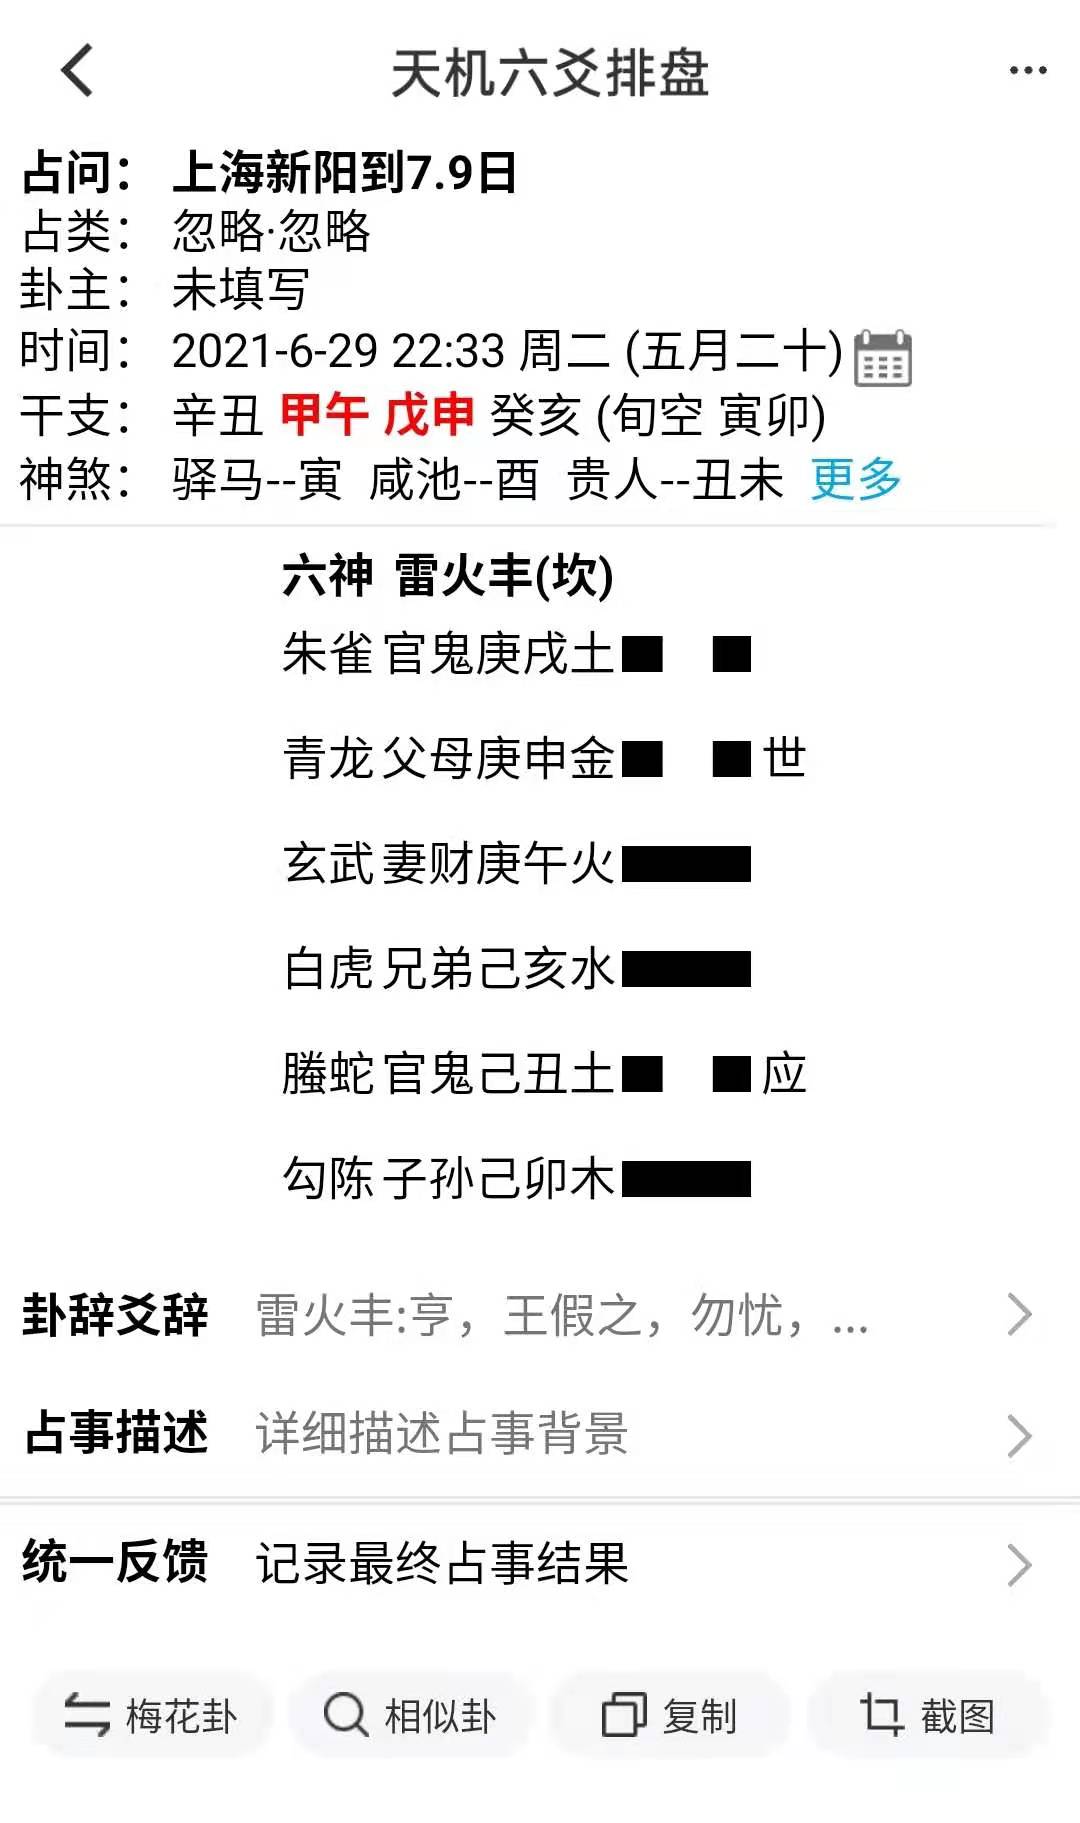 天机六爻排盘
占问： 上海新阳到7.9日
占类： 忽略·忽略
卦主： 未填写
时间： 2021-6-29 22:33 周二 (五月二十)
干支： 辛丑 甲午 戊申 癸亥 (旬空 寅卯)
神煞： 驿马--寅 咸池--酉 贵人--丑未 更多
六神 雷火丰(坎)
朱雀 官鬼庚戌土
青龙 父母庚申金 世
玄武 妻财庚午火
白虎 兄弟己亥水
螣蛇 官鬼己丑土 应
勾陈 子孙己卯木
卦辞爻辞 雷火丰:亨，王假之，勿忧，...
占事描述 详细描述占事背景
统一反馈 记录最终占事结果
梅花卦 相似卦 复制 截图